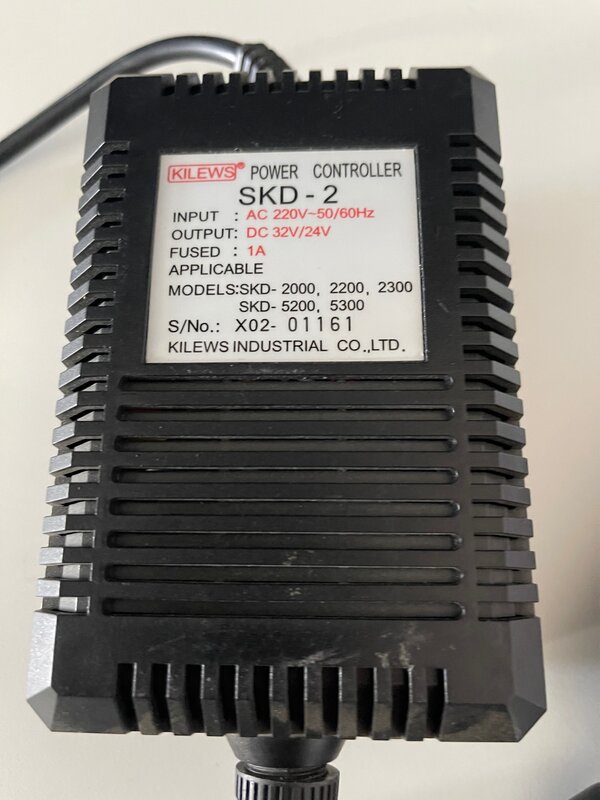 KILEWS® POWER CONTROLLER
SKD - 2
INPUT : AC 220V~50/60Hz
OUTPUT: DC 32V/24V
FUSED : 1A
APPLICABLE
MODELS:SKD- 2000, 2200, 2300
SKD- 5200, 5300
S/No.: X02- 01161
KILEWS INDUSTRIAL CO.,LTD.